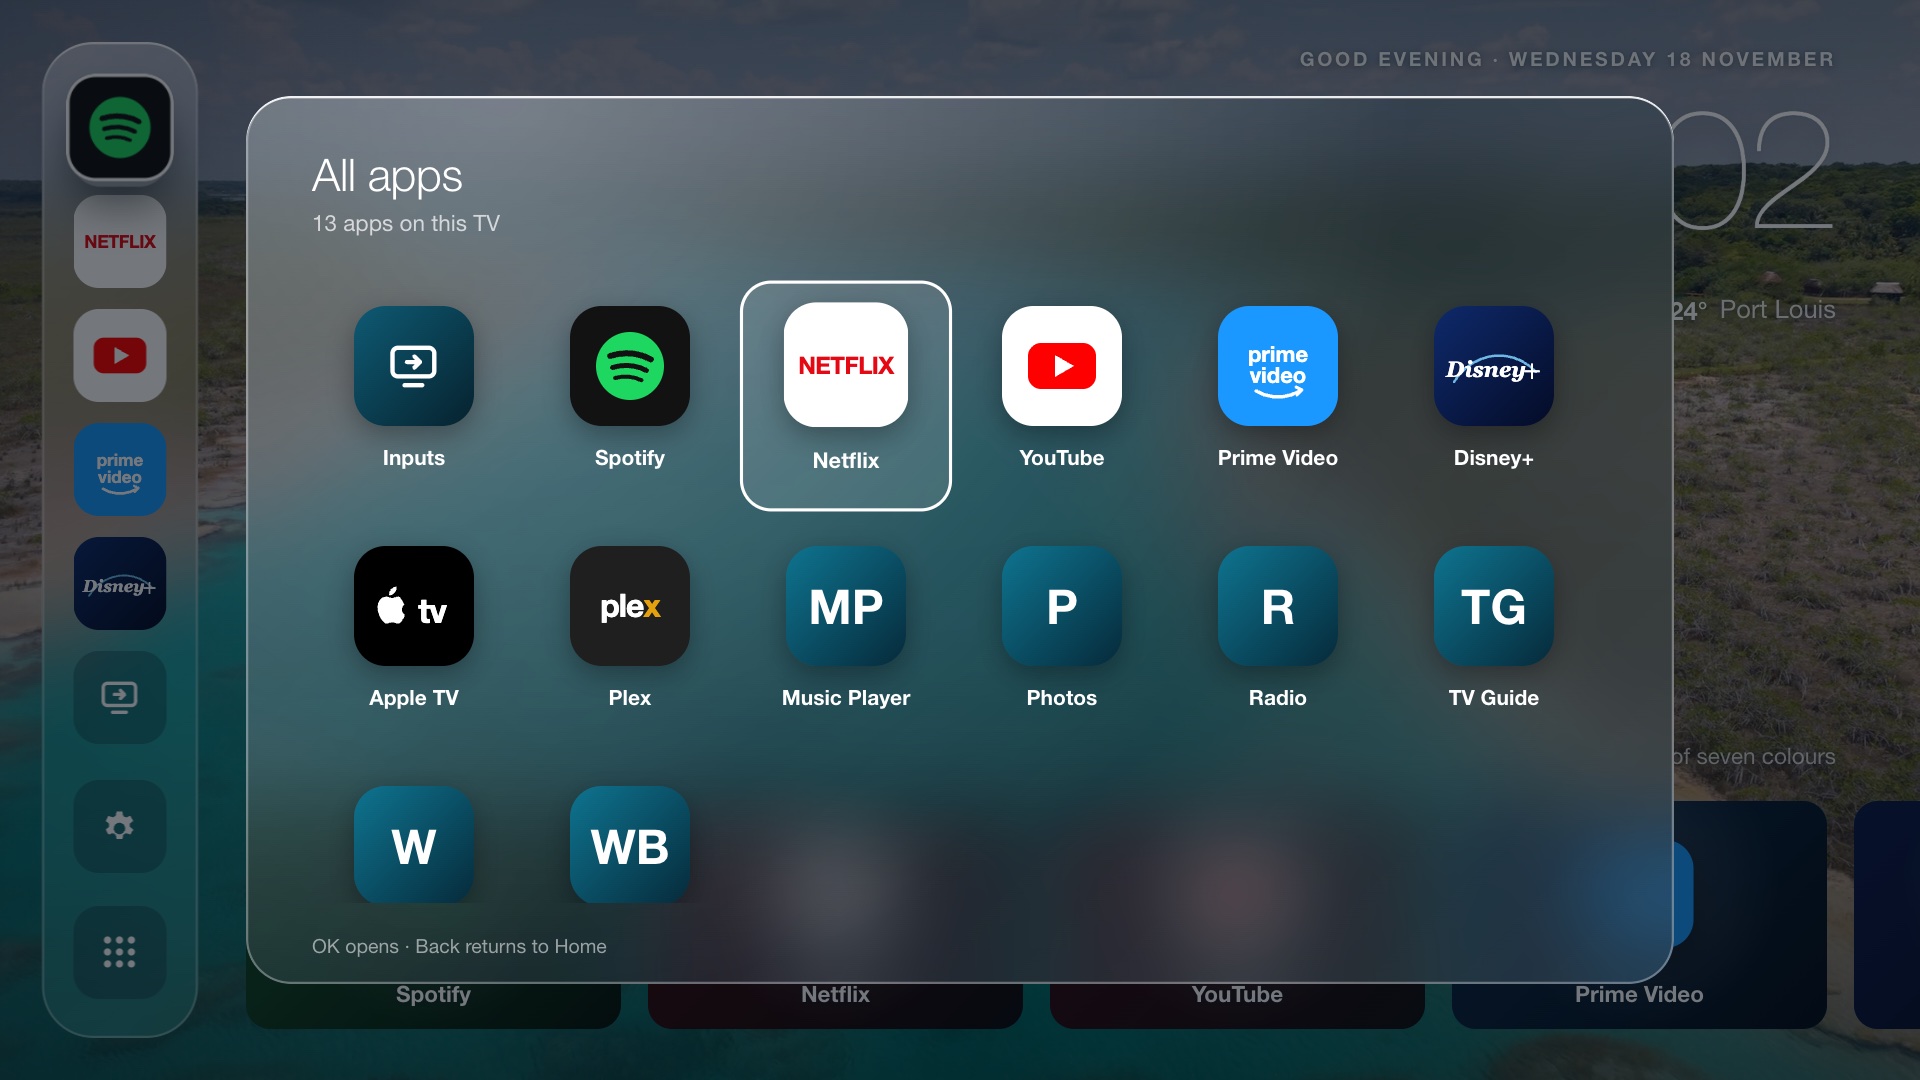 GOOD EVENING · WEDNESDAY 18 NOVEMBER
02
24° Port Louis
of seven colours
All apps
13 apps on this TV
NETFLIX
prime video
Disney+
Inputs
Spotify
Netflix
YouTube
Prime Video
Disney+
tv
plex
MP
P
R
TG
Apple TV
Plex
Music Player
Photos
Radio
TV Guide
W
WB
OK opens · Back returns to Home
NETFLIX
prime video
Disney+
Spotify
Netflix
YouTube
Prime Video